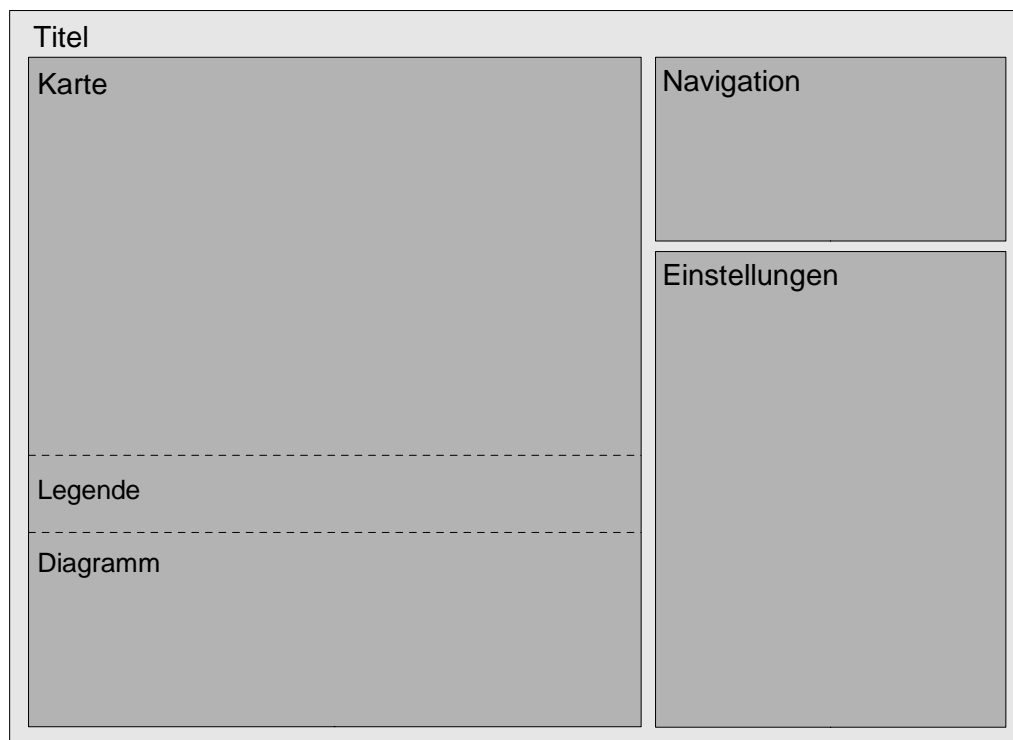 Titel
Karte
Legende
Diagramm
Navigation
Einstellungen